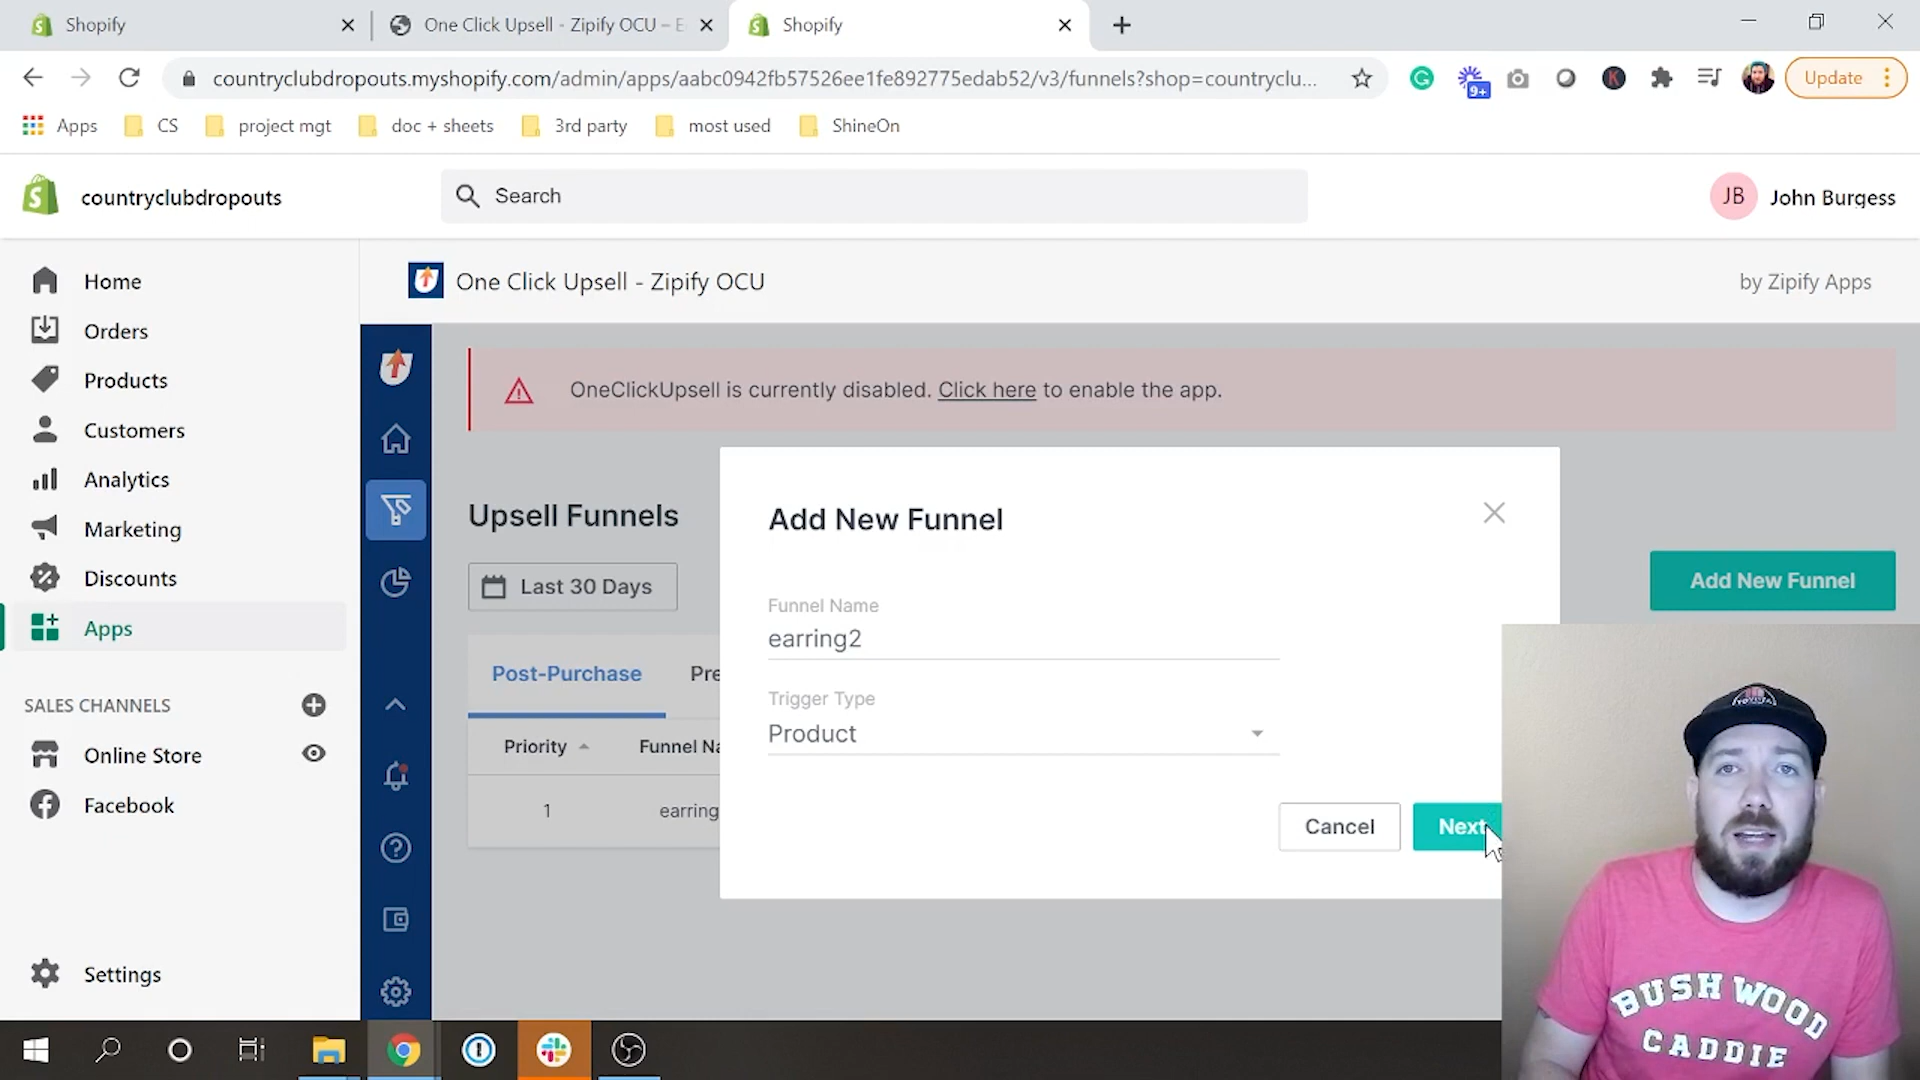 Shopify
One Click Upsell - Zipify OCU – E
Shopify
countryclubdropouts.myshopify.com/admin/apps/aabc0942fb57526ee1fe892775edab52/v3/funnels?shop=countryclu...
9+
K
Update
Apps
CS
project mgt
doc + sheets
3rd party
most used
ShineOn
countryclubdropouts
Search
JB
John Burgess
Home
Orders
Products
Customers
Analytics
Marketing
Discounts
Apps
SALES CHANNELS
Online Store
Facebook
Settings
One Click Upsell - Zipify OCU
by Zipify Apps
OneClickUpsell is currently disabled. Click here to enable the app.
Upsell Funnels
Last 30 Days
Add New Funnel
Post-Purchase
Pre
Priority
Funnel Na
1
earring
Add New Funnel
Funnel Name
earring2
Trigger Type
Product
Cancel
Next
BUSHWOOD
CADDIE